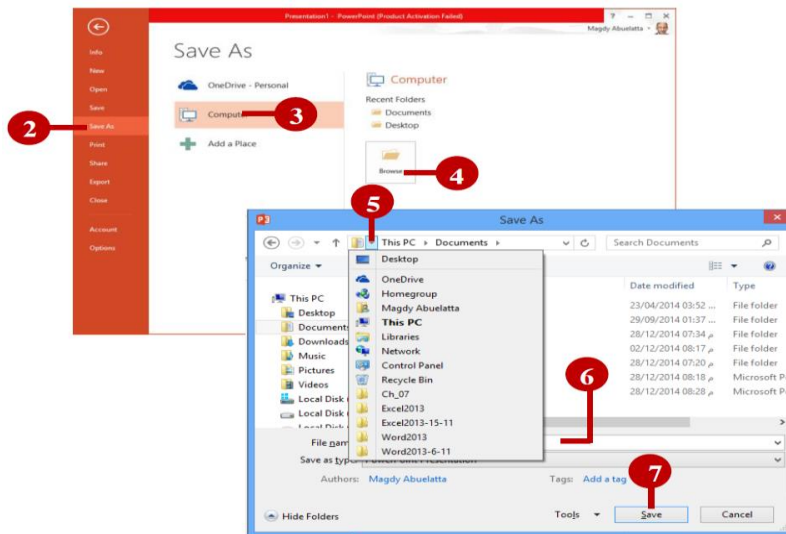 Presentation1 - PowerPoint (Product Activation Failed)
Magdy Abuelatta
Info
New
Open
Save
Save As
Print
Share
Export
Close
Account
Options
Save As
OneDrive - Personal
Computer
Add a Place
Computer
Recent Folders
Documents
Desktop
Browse
2
3
4
5
Save As
This PC
Documents
Search Documents
Organize
Desktop
OneDrive
Homegroup
Magdy Abuelatta
This PC
Libraries
Network
Control Panel
Recycle Bin
Ch_07
Excel2013
Excel2013-15-11
Word2013
Word2013-6-11
This PC
Desktop
Documents
Downloads
Music
Pictures
Videos
Local Disk
Local Disk
Date modified Type
23/04/2014 03:52 ... File folder
29/09/2014 01:37 ... File folder
28/12/2014 07:34 م File folder
02/12/2014 08:17 م File folder
28/12/2014 07:20 م File folder
28/12/2014 08:18 م Microsoft P
28/12/2014 08:28 م Microsoft P
6
File nam
Save as type: PowerPoint Presentation
Authors: Magdy Abuelatta Tags: Add a tag
7
Hide Folders Tools Save Cancel